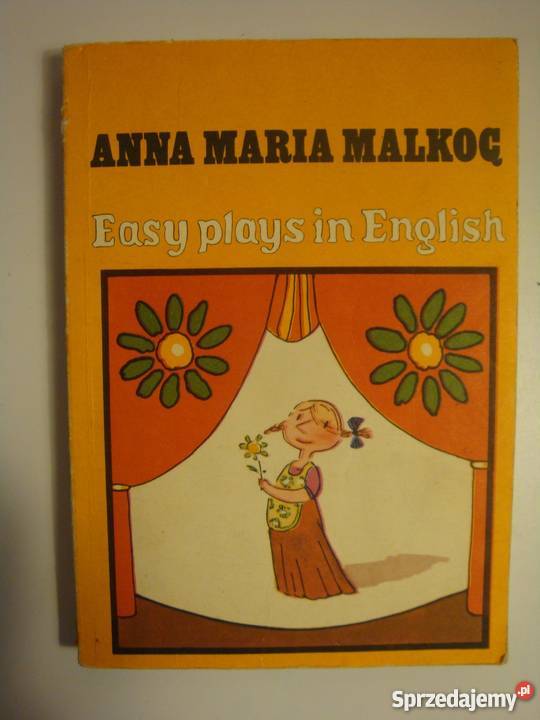 ANNA MARIA MALKOÇ
Easy plays in English
Sprzedajemy.pl